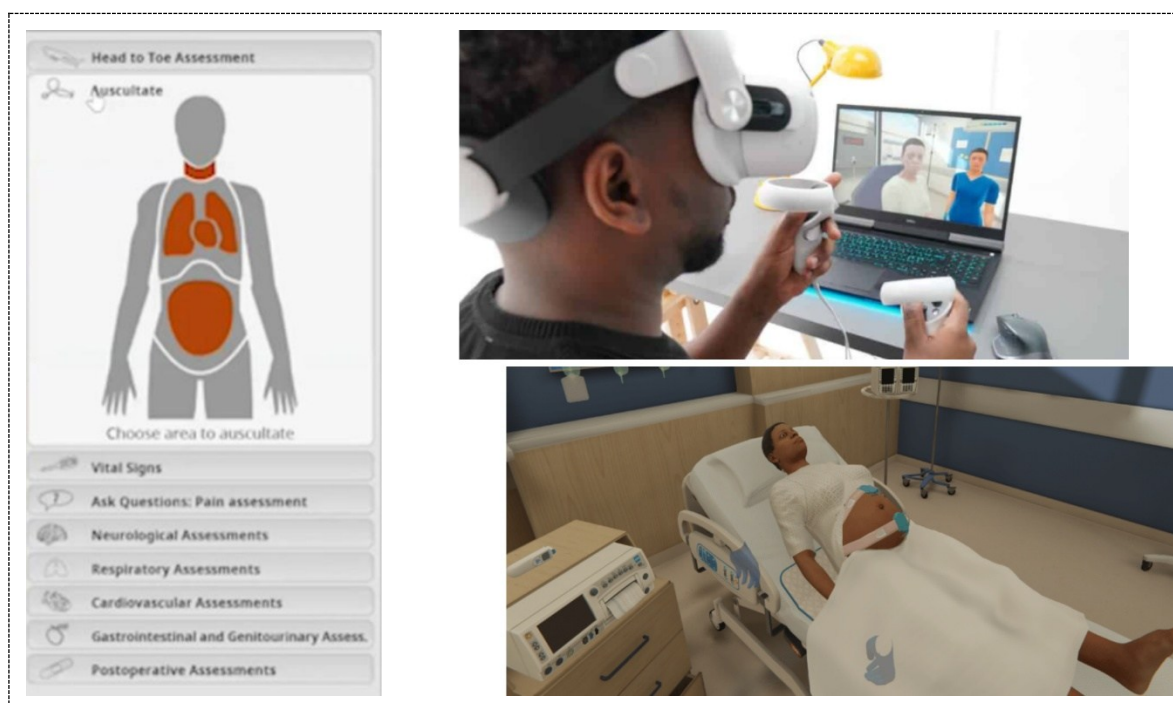 Head to Toe Assessment
Auscultate
Choose area to auscultate
Vital Signs
Ask Questions: Pain assessment
Neurological Assessments
Respiratory Assessments
Cardiovascular Assessments
Gastrointestinal and Genitourinary Assess.
Postoperative Assessments